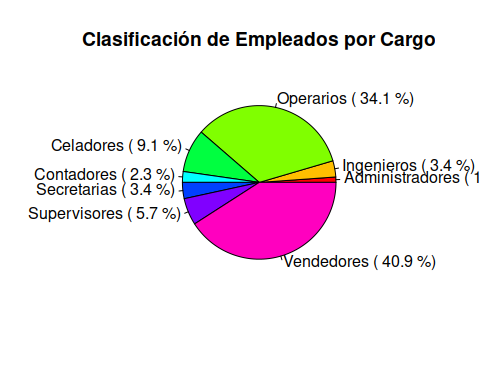 Clasificación de Empleados por Cargo
Operarios ( 34.1 %)
Celadores ( 9.1 %)
Ingenieros ( 3.4 %)
Contadores ( 2.3 %)
Administradores ( 1
Secretarias ( 3.4 %)
Supervisores ( 5.7 %)
Vendedores ( 40.9 %)